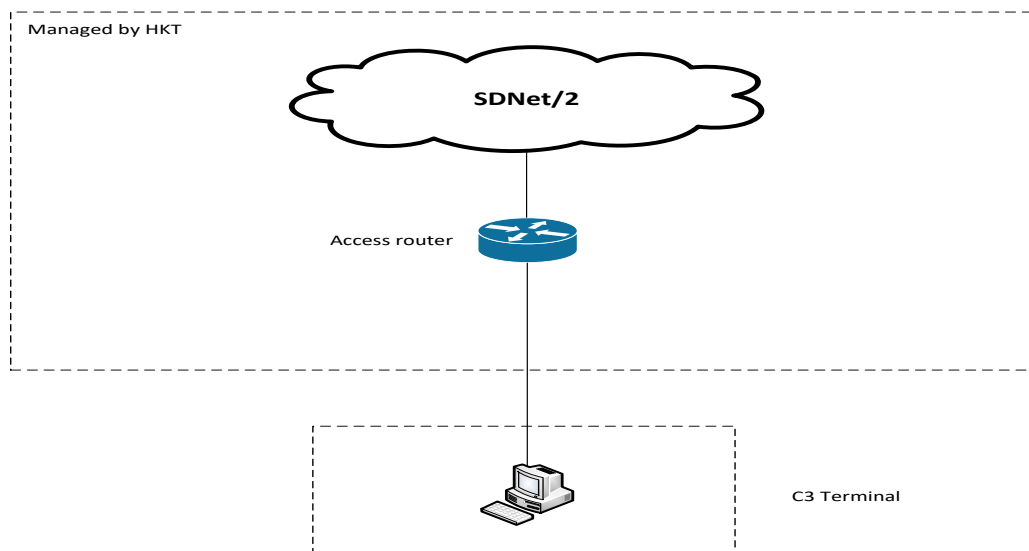 Managed by HKT
SDNet/2
Access router
C3 Terminal